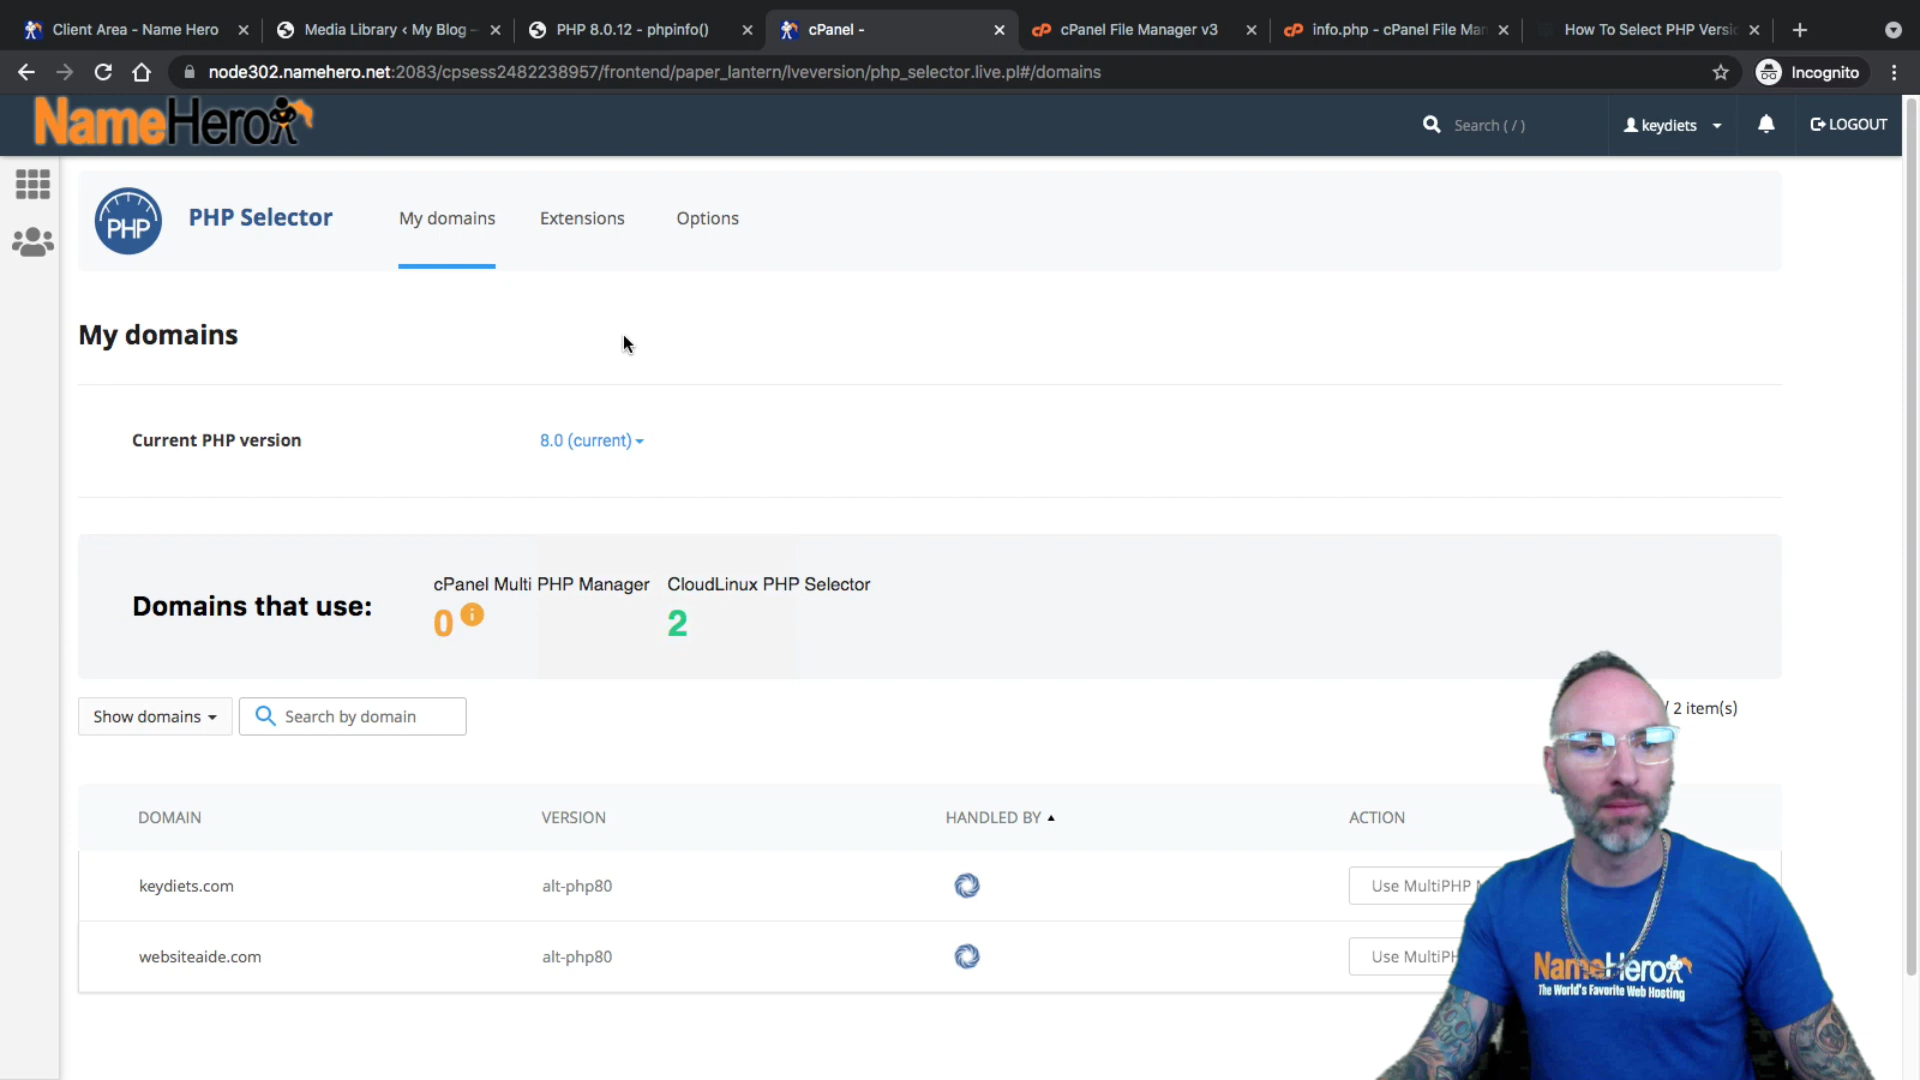 Client Area - Name Hero
Media Library ‹ My Blog –
PHP 8.0.12 - phpinfo()
cPanel -
cPanel File Manager v3
info.php - cPanel File Man
How To Select PHP Versio
node302.namehero.net:2083/cpsess2482238957/frontend/paper_lantern/lveversion/php_selector.live.pl#/domains
Incognito
NameHero
Search ( / )
keydiets
LOGOUT
PHP
PHP Selector
My domains
Extensions
Options
My domains
Current PHP version
8.0 (current)
Domains that use:
cPanel Multi PHP Manager
0
i
CloudLinux PHP Selector
2
Show domains
Search by domain
/ 2 item(s)
DOMAIN
VERSION
HANDLED BY
ACTION
keydiets.com
alt-php80
Use MultiPHP
websiteaide.com
alt-php80
Use MultiPH
NameHero
The World's Favorite Web Hosting